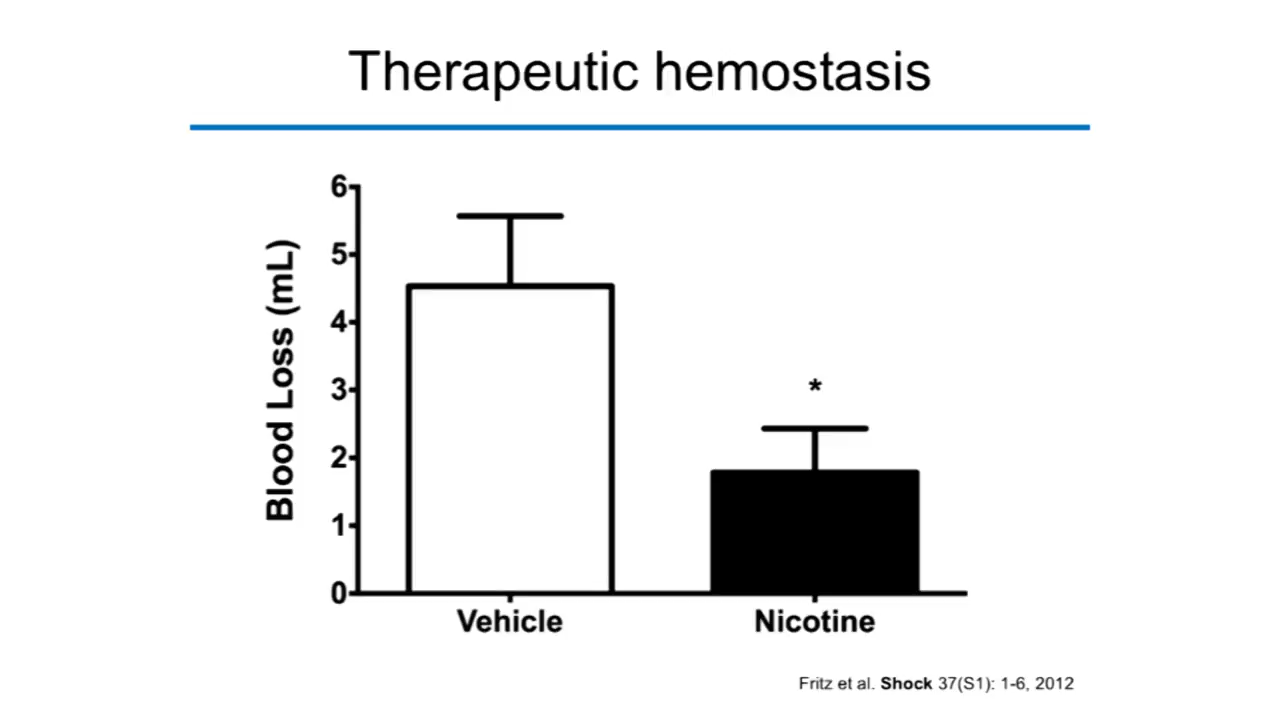 Therapeutic hemostasis
Blood Loss (mL)
6
5
4
3
2
1
0
*
Vehicle
Nicotine
Fritz et al. Shock 37(S1): 1-6, 2012